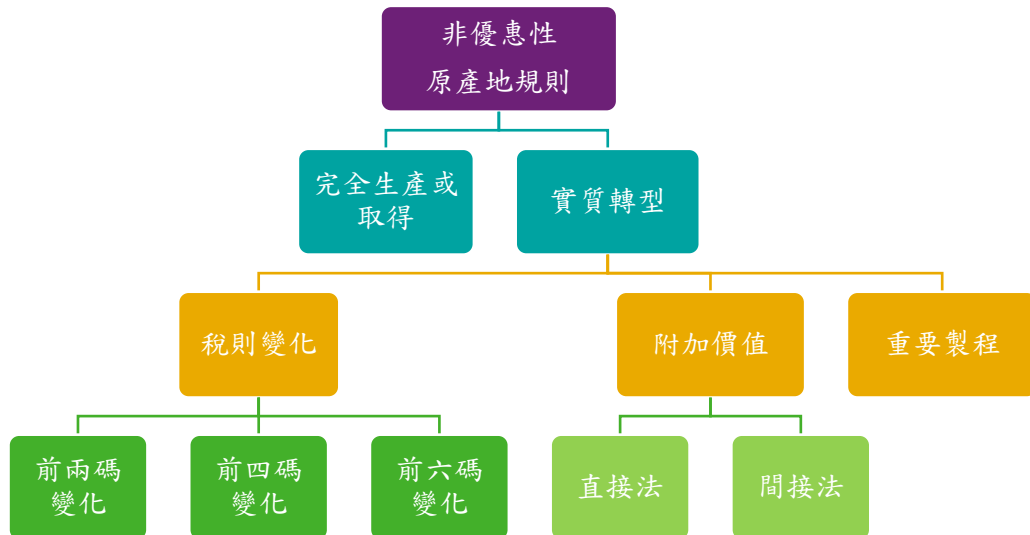 非優惠性
原產地規則
完全生產或
取得
實質轉型
稅則變化
附加價值
重要製程
前兩碼
變化
前四碼
變化
前六碼
變化
直接法
間接法